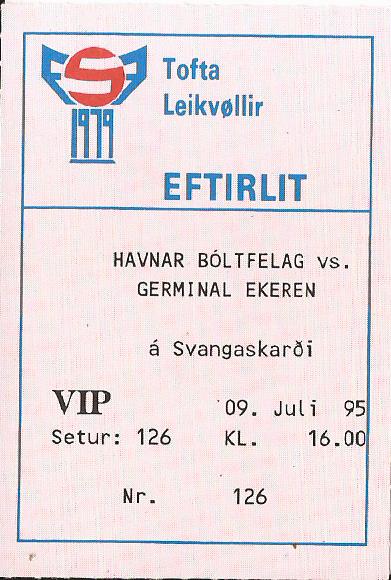 FSF
1979
Tofta
Leikvøllir
EFTIRLIT
HAVNAR BÓLTFELAG vs.
GERMINAL EKEREN
á Svangaskarði
VIP 09. Juli 95
Setur: 126 KL. 16.00
Nr. 126